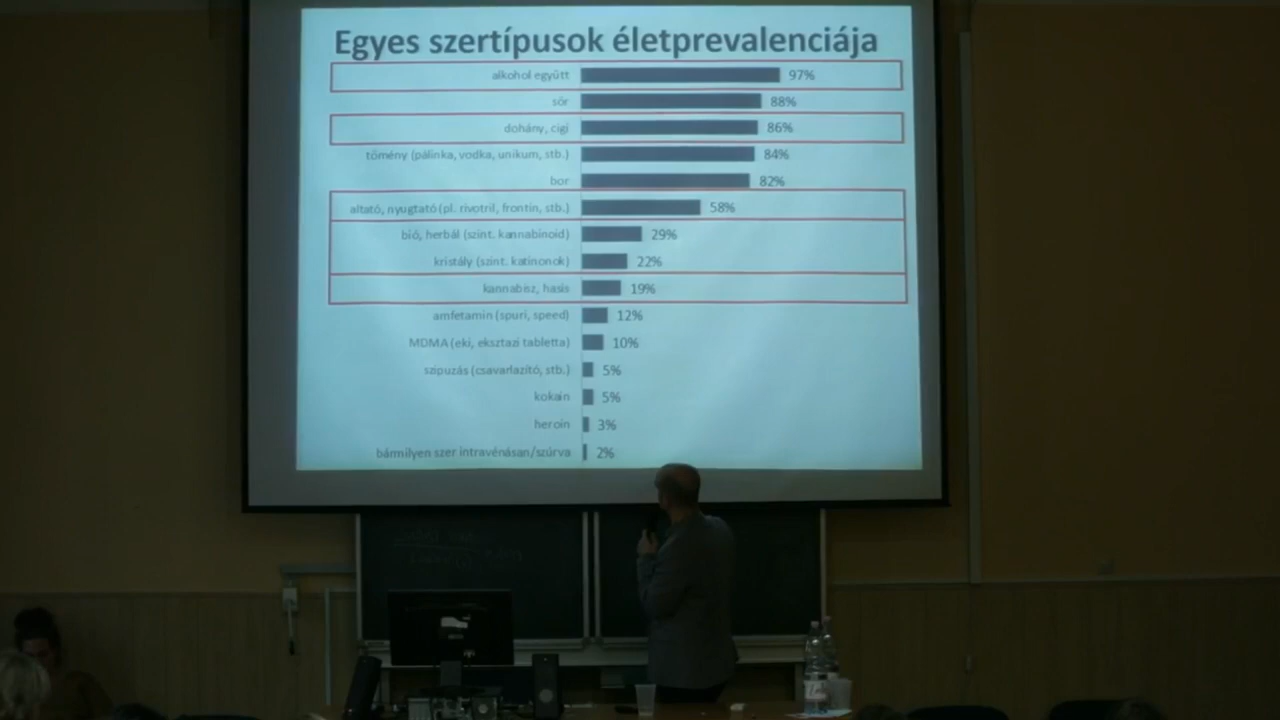 Egyes szertípusok életprevalenciája
alkohol együtt 97%
sör 88%
dohány, cigi 86%
tömény (pálinka, vodka, unikum, stb.) 84%
bor 82%
altató, nyugtató (pl. rivotril, frontin, stb.) 58%
bió, herbál (szint. kannabinoid) 29%
kristály (szint. katinonok) 22%
kannabisz, hasis 19%
amfetamin (spuri, speed) 12%
MDMA (eki, eksztazi tabletta) 10%
szipuzás (csavarlazító, stb.) 5%
kokain 5%
heroin 3%
bármilyen szer intravénásan/szúrva 2%